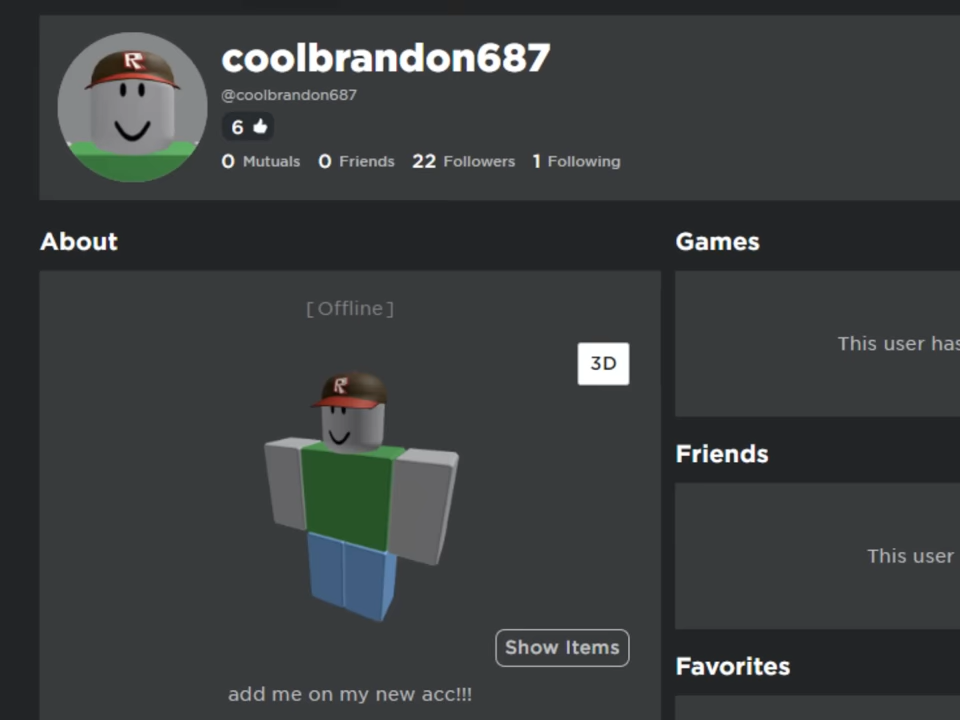 coolbrandon687
@coolbrandon687
6
0 Mutuals 0 Friends 22 Followers 1 Following
About
[ Offline ]
3D
R
R
Show Items
add me on my new acc!!!
Games
This user has
Friends
This user
Favorites